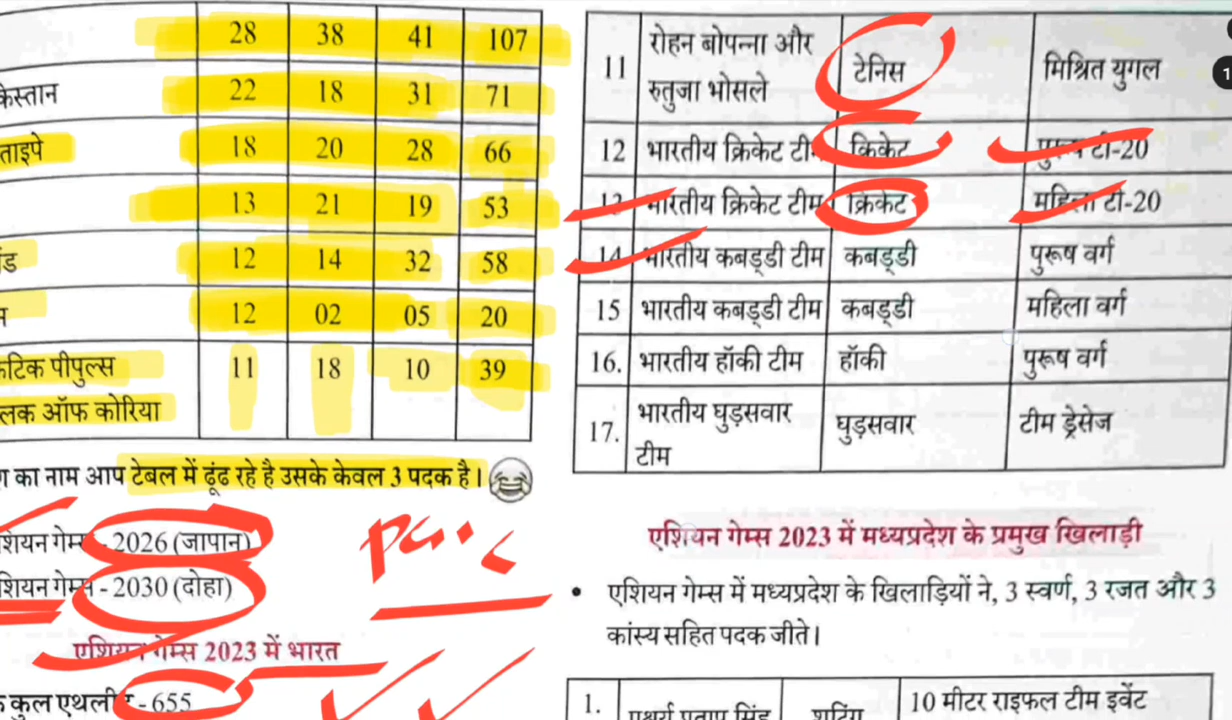 28 38 41 107
22 18 31 71
18 20 28 66
13 21 19 53
12 14 32 58
12 02 05 20
पीपुल्स 11 18 10 39
ऑफ कोरिया
का नाम आप टेबल में ढूंढ रहे है उसके केवल 3 पदक है।
गेम्स - 2026 (जापान)
गेम्स - 2030 (दोहा)
एशियन गेम्स 2023 में भारत
कुल एथलीट - 655
11 रोहन बोपन्ना और टेनिस मिश्रित युगल
रुतुजा भोसले
12 भारतीय क्रिकेट टीम क्रिकेट पुरूष टी-20
13 भारतीय क्रिकेट टीम क्रिकेट महिला टी-20
14 भारतीय कबड्डी टीम कबड्डी पुरूष वर्ग
15 भारतीय कबड्डी टीम कबड्डी महिला वर्ग
16. भारतीय हॉकी टीम हॉकी पुरूष वर्ग
17. भारतीय घुड़सवार घुड़सवार टीम ड्रेसेज
टीम
एशियन गेम्स 2023 में मध्यप्रदेश के प्रमुख खिलाड़ी
• एशियन गेम्स में मध्यप्रदेश के खिलाड़ियों ने, 3 स्वर्ण, 3 रजत और 3
कांस्य सहित पदक जीते।
1. 10 मीटर राइफल टीम इवेंट